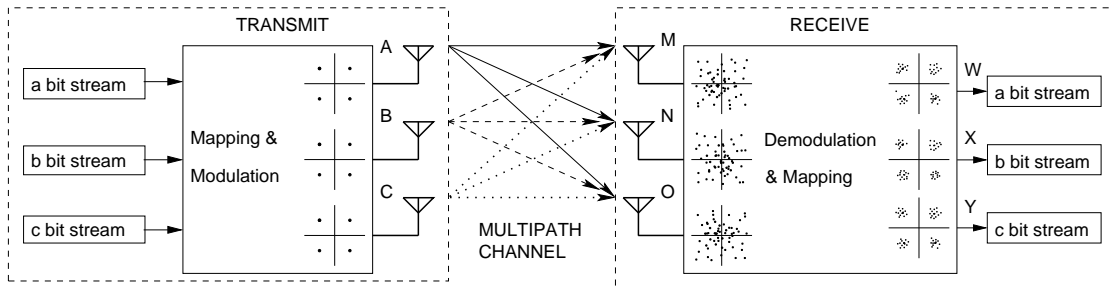 TRANSMIT
RECEIVE
A
M
a bit stream
W
a bit stream
B
N
Mapping &
Modulation
Demodulation
& Mapping
b bit stream
X
b bit stream
C
O
c bit stream
Y
c bit stream
MULTIPATH
CHANNEL